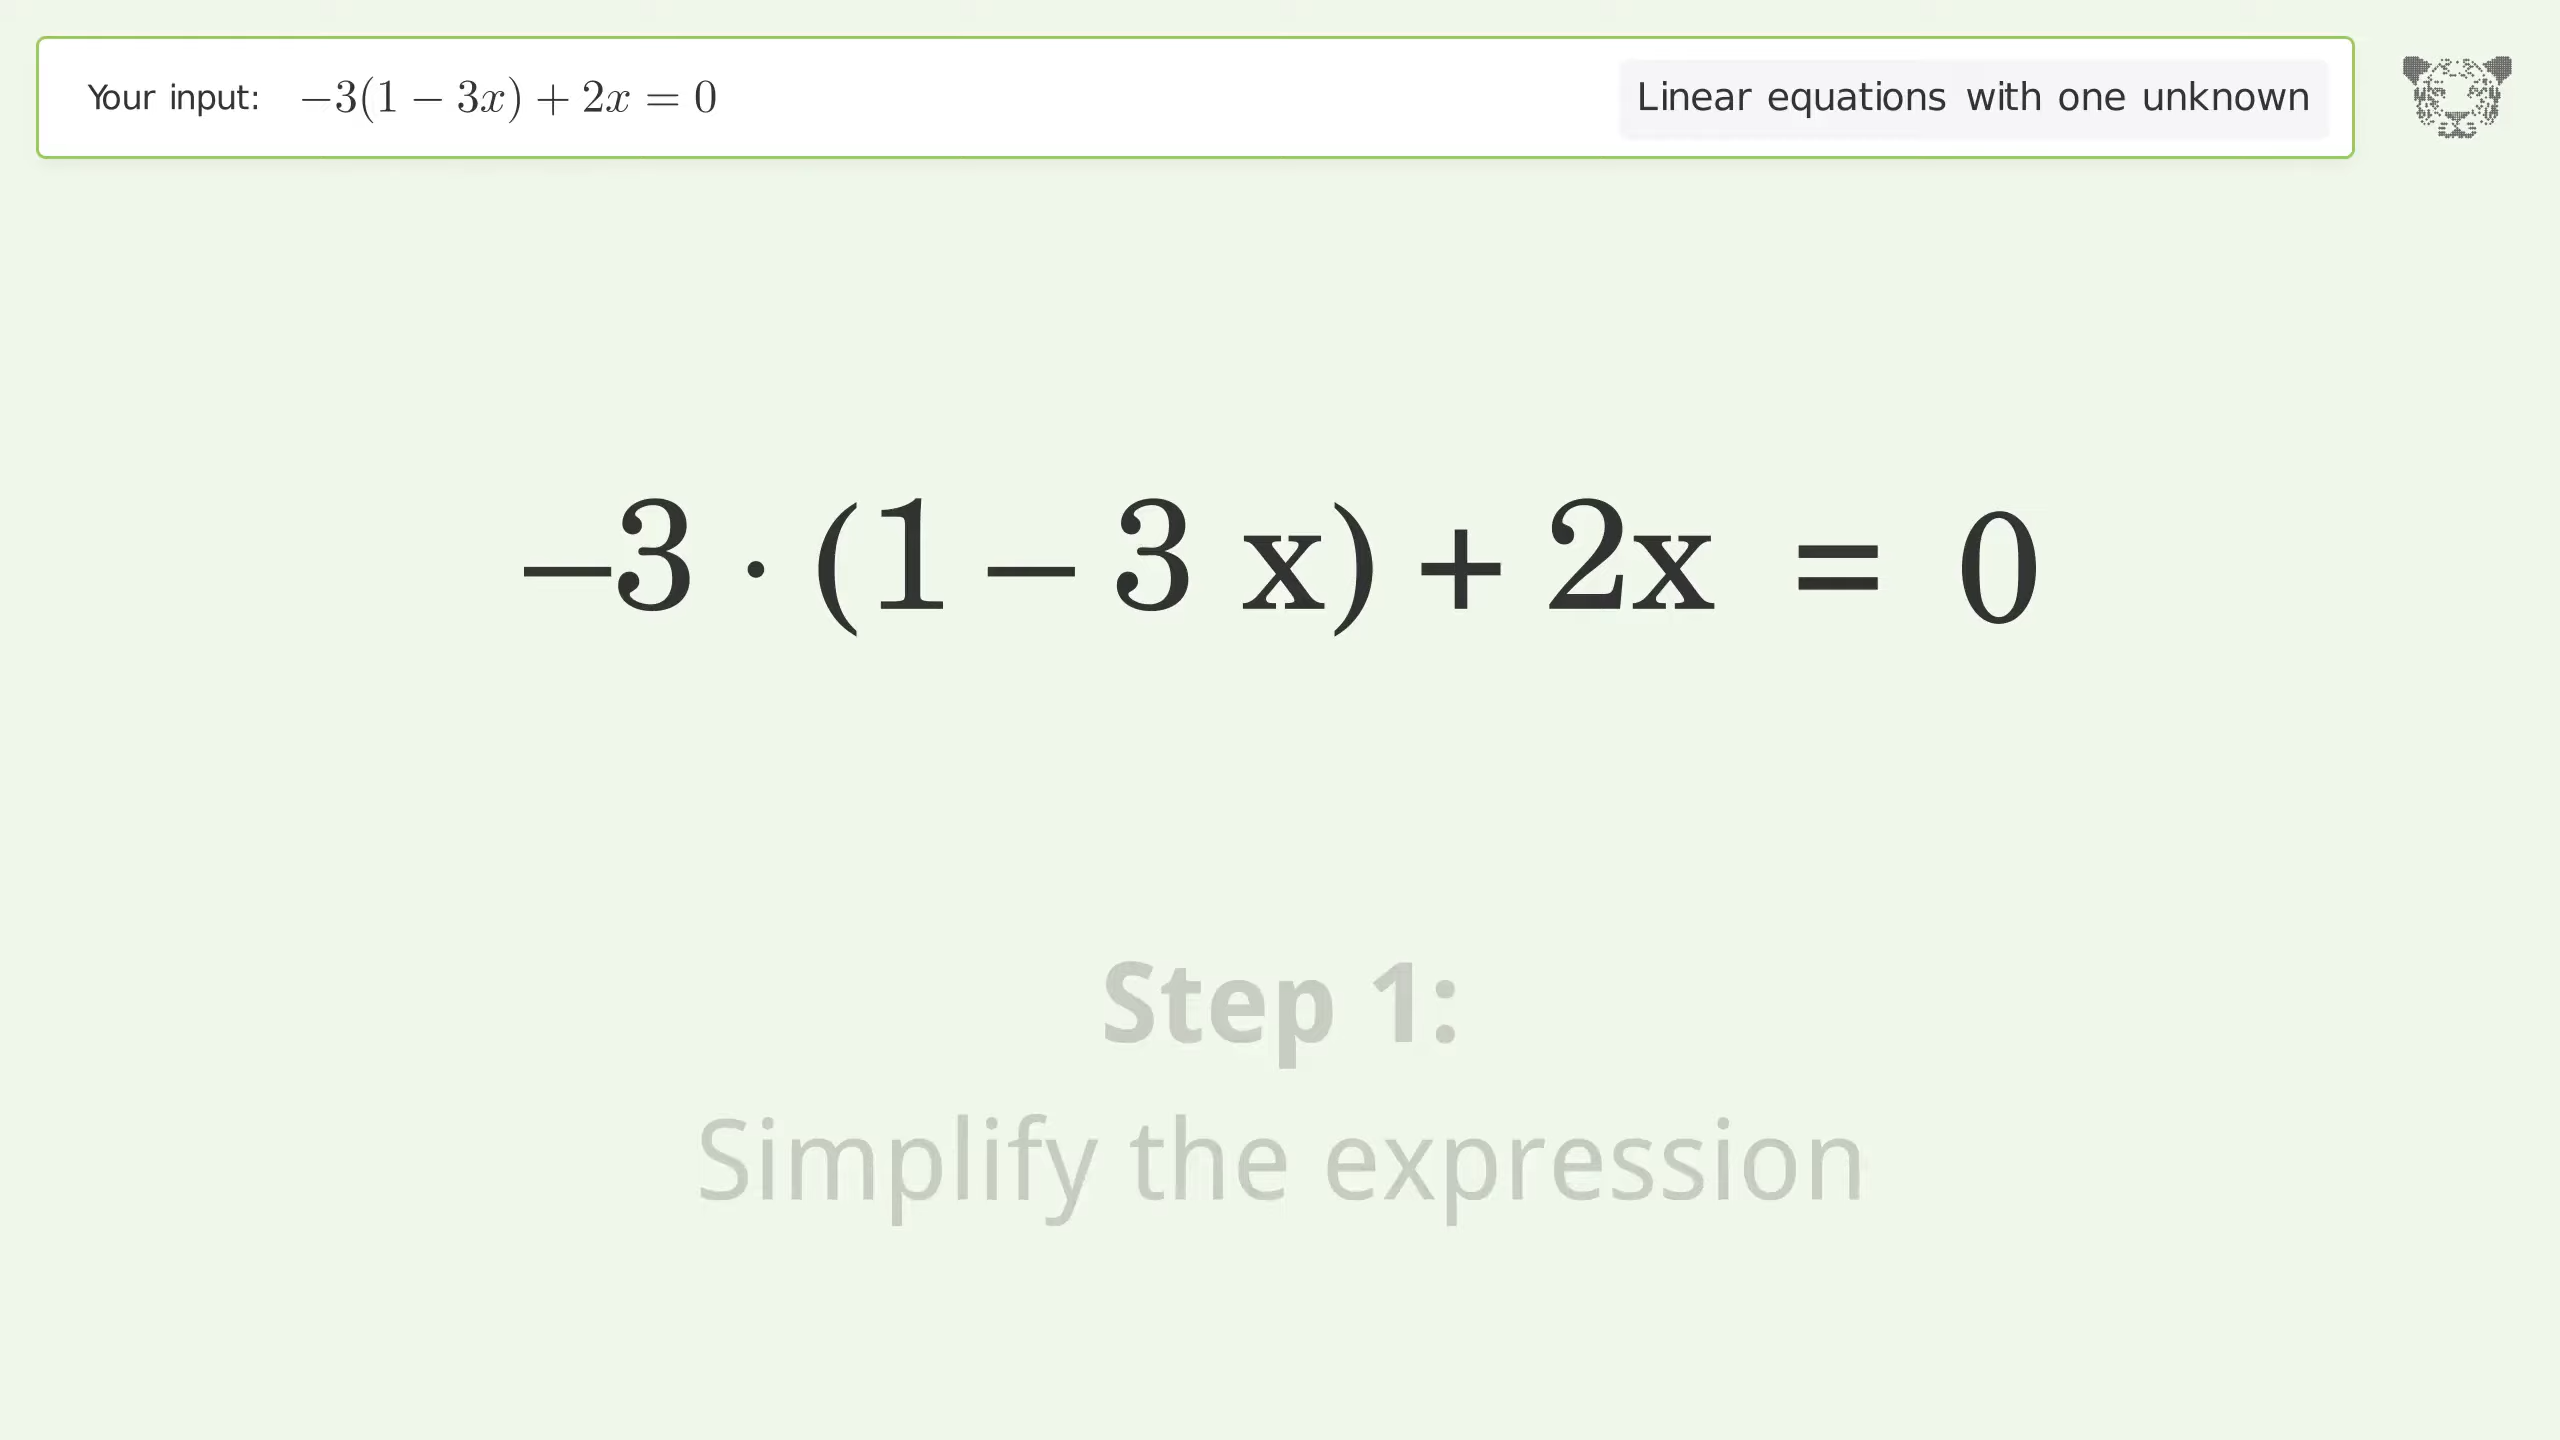 Your input: −3(1 − 3x) + 2x = 0
Linear equations with one unknown
−3 · (1 − 3 x) + 2x = 0
Step 1:
Simplify the expression